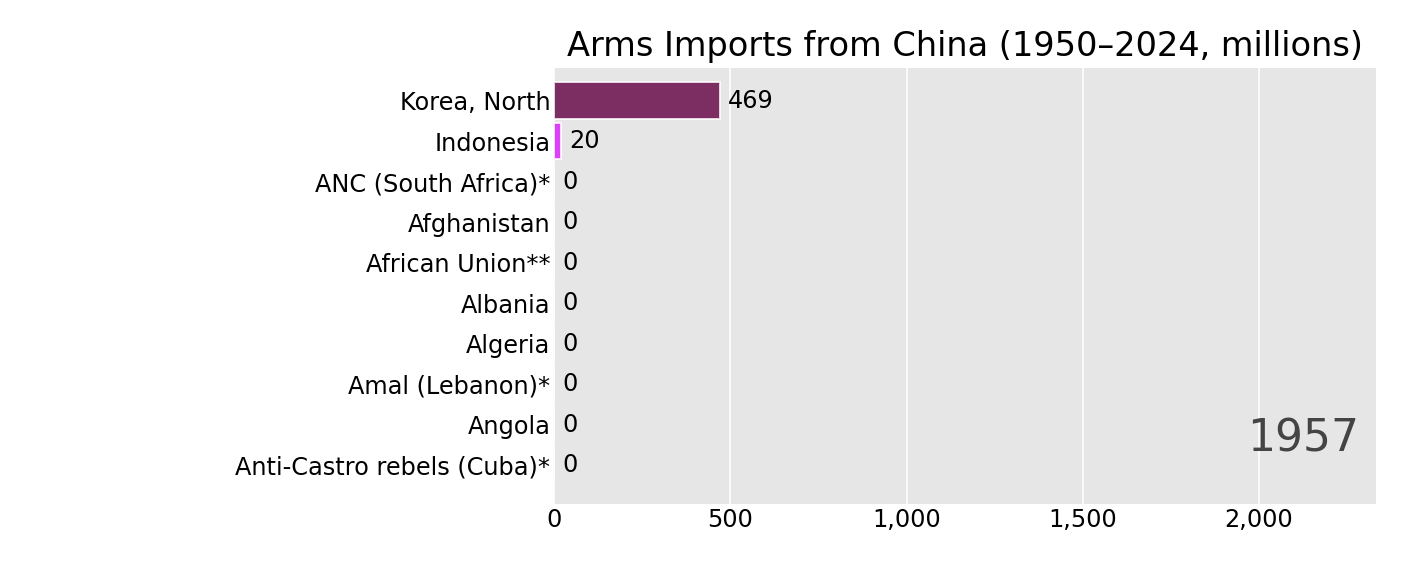 Arms Imports from China (1950–2024, millions)
Korea, North 469
Indonesia 20
ANC (South Africa)* 0
Afghanistan 0
African Union** 0
Albania 0
Algeria 0
Amal (Lebanon)* 0
Angola 0
1957
Anti-Castro rebels (Cuba)* 0
0 500 1,000 1,500 2,000